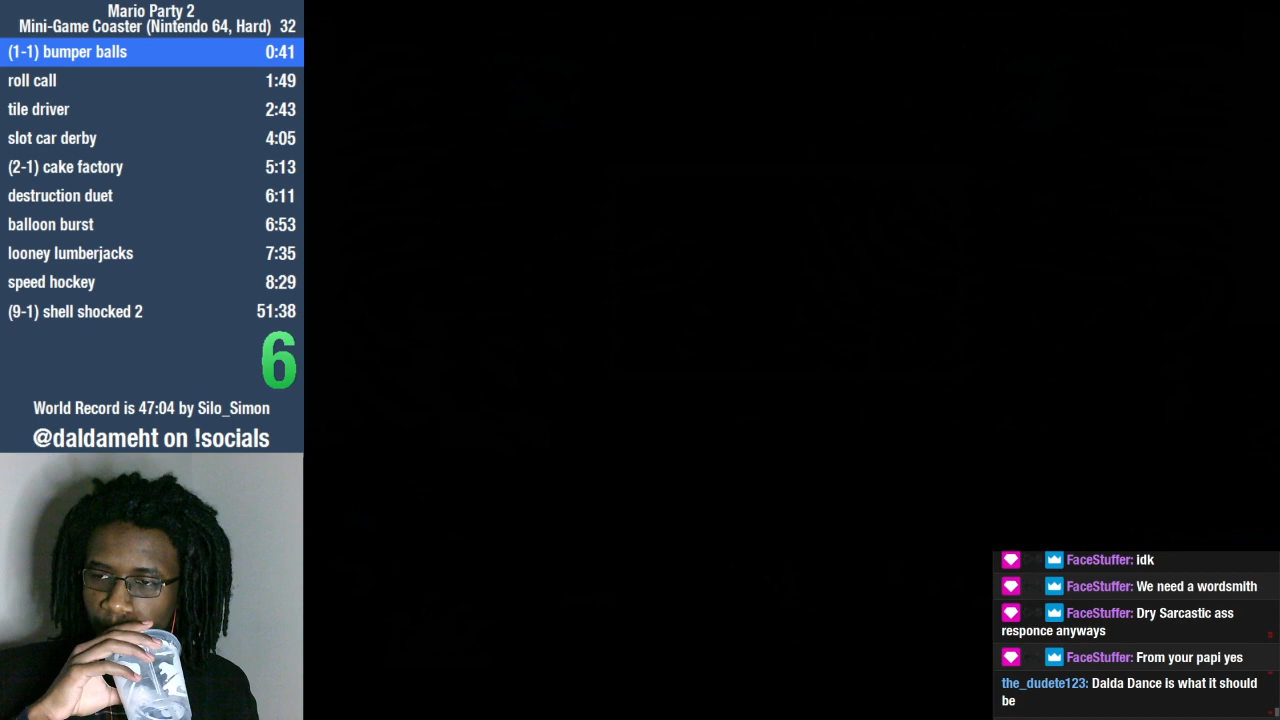 Mario Party 2
Mini-Game Coaster (Nintendo 64, Hard) 32
(1-1) bumper balls 0:41
roll call 1:49
tile driver 2:43
slot car derby 4:05
(2-1) cake factory 5:13
destruction duet 6:11
balloon burst 6:53
looney lumberjacks 7:35
speed hockey 8:29
(9-1) shell shocked 2 51:38
6
World Record is 47:04 by Silo_Simon
@daldameht on !socials
FaceStuffer: idk
FaceStuffer: We need a wordsmith
FaceStuffer: Dry Sarcastic ass
responce anyways
FaceStuffer: From your papi yes
the_dudete123: Dalda Dance is what it should
be